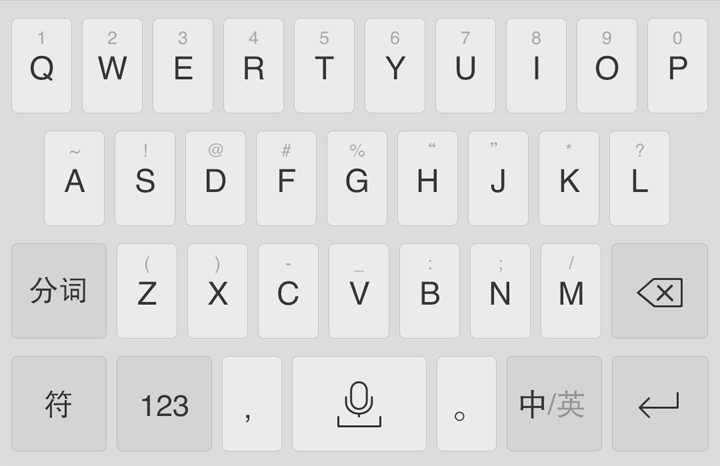 1 2 3 4 5 6 7 8 9 0
Q W E R T Y U I O P
~ ! @ # % “ ” * ?
A S D F G H J K L
( ) - _ : ; /
分词 Z X C V B N M
符 123 , 。 中/英